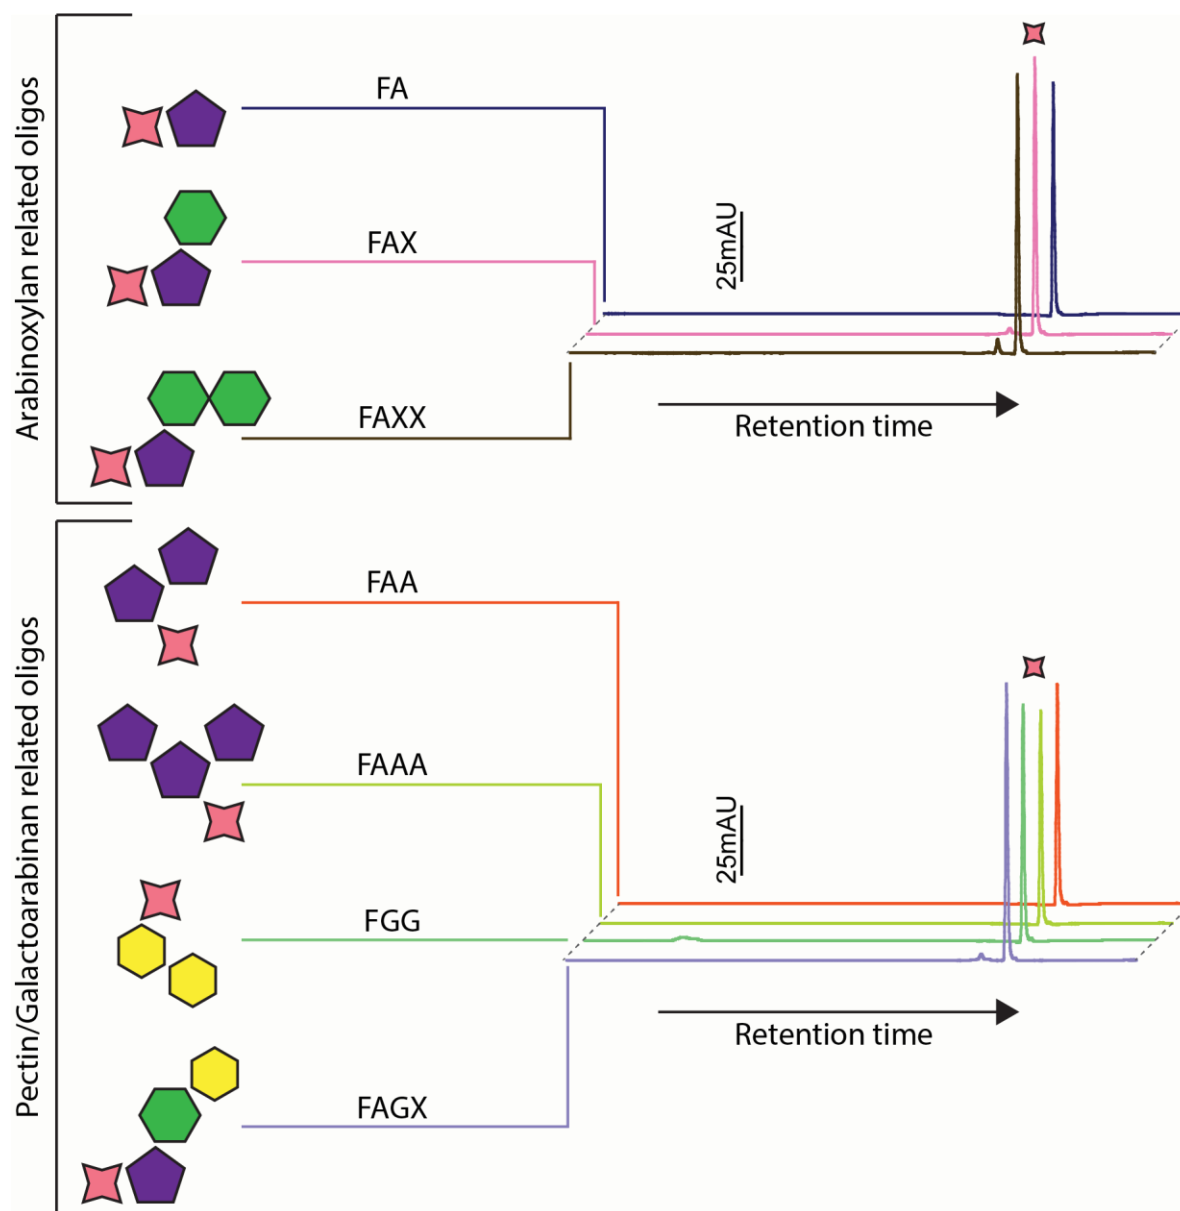 Arabinoxylan related oligos
FA
FAX
FAXX
25mAU
Retention time
Pectin/Galactoarabinan related oligos
FAA
FAAA
FGG
FAGX
25mAU
Retention time